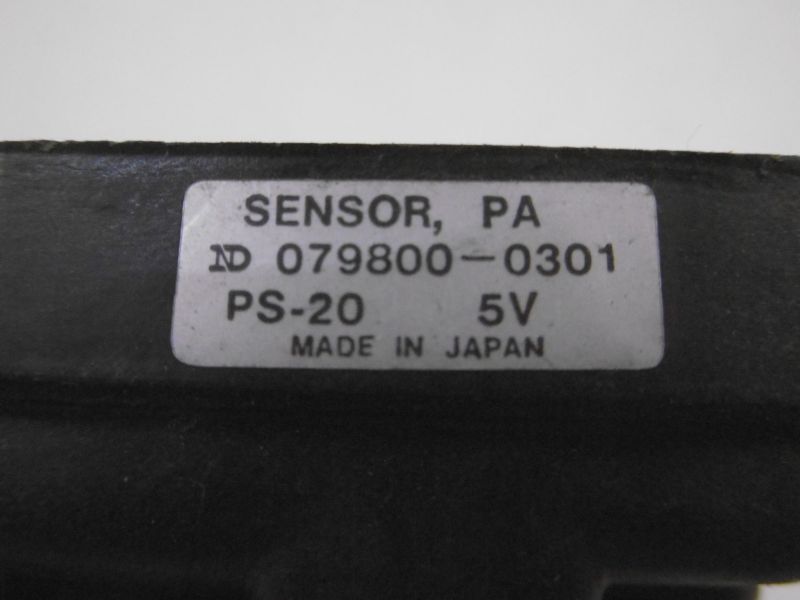 SENSOR, PA
ND 079800-0301
PS-20 5V
MADE IN JAPAN